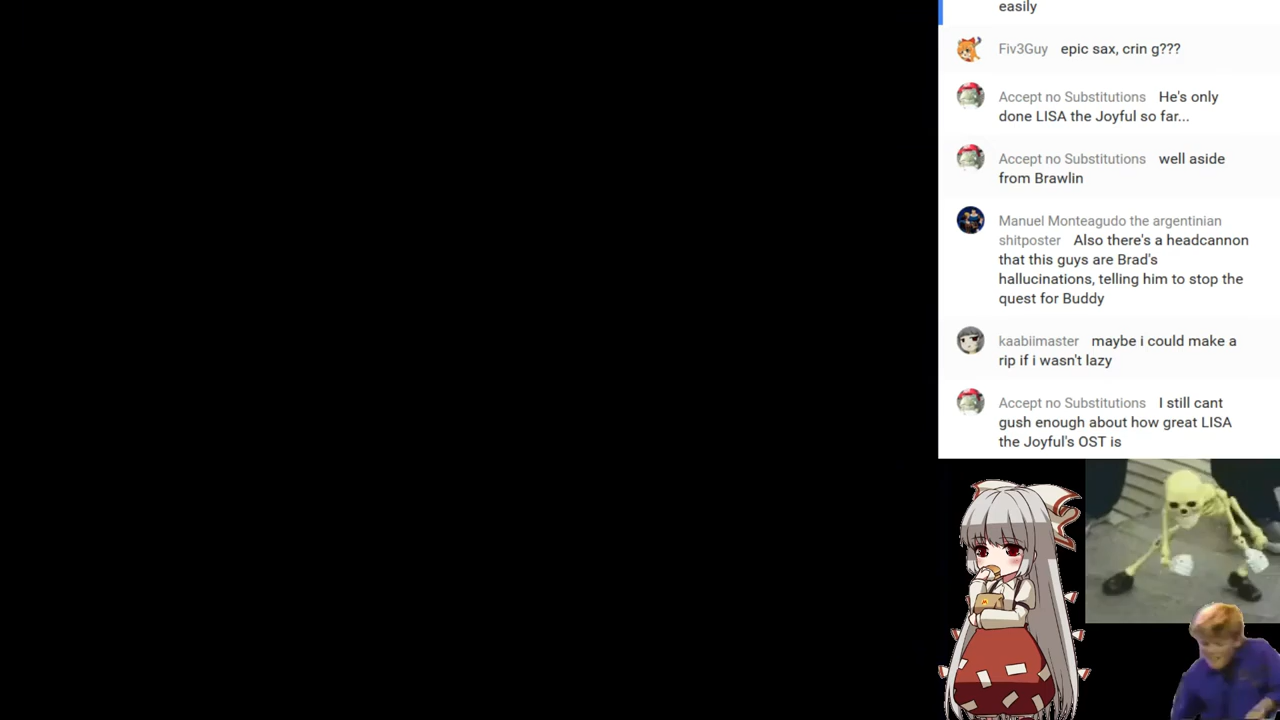 easily
Fiv3Guy epic sax, crin g???
Accept no Substitutions He's only
done LISA the Joyful so far...
Accept no Substitutions well aside
from Brawlin
Manuel Monteagudo the argentinian
shitposter Also there's a headcannon
that this guys are Brad's
hallucinations, telling him to stop the
quest for Buddy
kaabiimaster maybe i could make a
rip if i wasn't lazy
Accept no Substitutions I still cant
gush enough about how great LISA
the Joyful's OST is